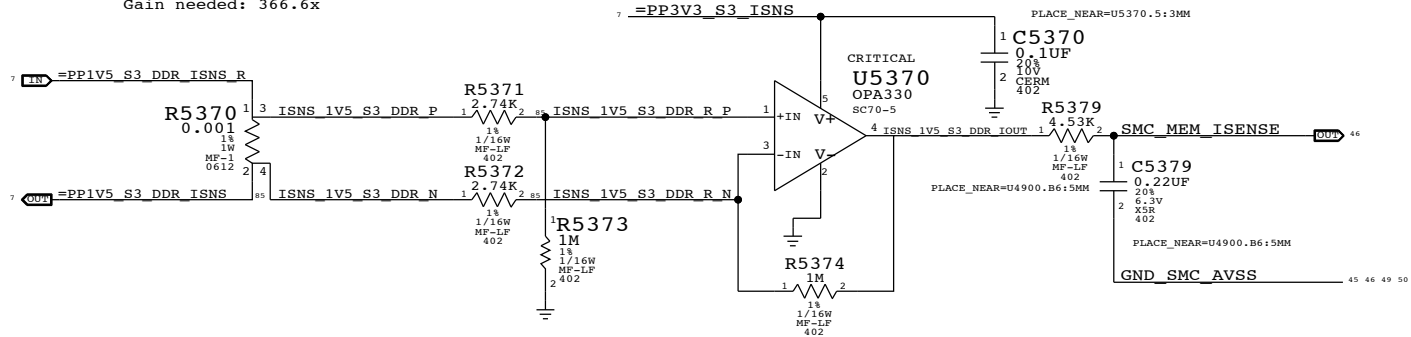 Gain needed: 366.6x
7 =PP3V3_S3_ISNS
PLACE_NEAR=U5370.5:3MM
1 C5370
0.1UF
20%
10V
2 CERM
402
CRITICAL
U5370
OPA330
SC70-5
7 IN =PP1V5_S3_DDR_ISNS_R
R5370 1 3
0.001
1%
1W
MF-1
0612
2 4
ISNS_1V5_S3_DDR_P
R5371
1 2.74K 2
1%
1/16W
MF-LF
402
85 ISNS_1V5_S3_DDR_R_P
1 +IN
5 V+
3 -IN
V-
2
4 ISNS_1V5_S3_DDR_IOUT
R5379
1 4.53K 2
1%
1/16W
MF-LF
402
SMC_MEM_ISENSE
OUT 46
1 C5379
0.22UF
20%
6.3V
2 X5R
402
PLACE_NEAR=U4900.B6:5MM
7 OUT =PP1V5_S3_DDR_ISNS
85 ISNS_1V5_S3_DDR_N
R5372
1 2.74K 2
1%
1/16W
MF-LF
402
85 ISNS_1V5_S3_DDR_R_N
1 R5373
1M
1%
1/16W
MF-LF
2 402
R5374
1 1M 2
1%
1/16W
MF-LF
402
PLACE_NEAR=U4900.B6:5MM
GND_SMC_AVSS
45 46 49 50